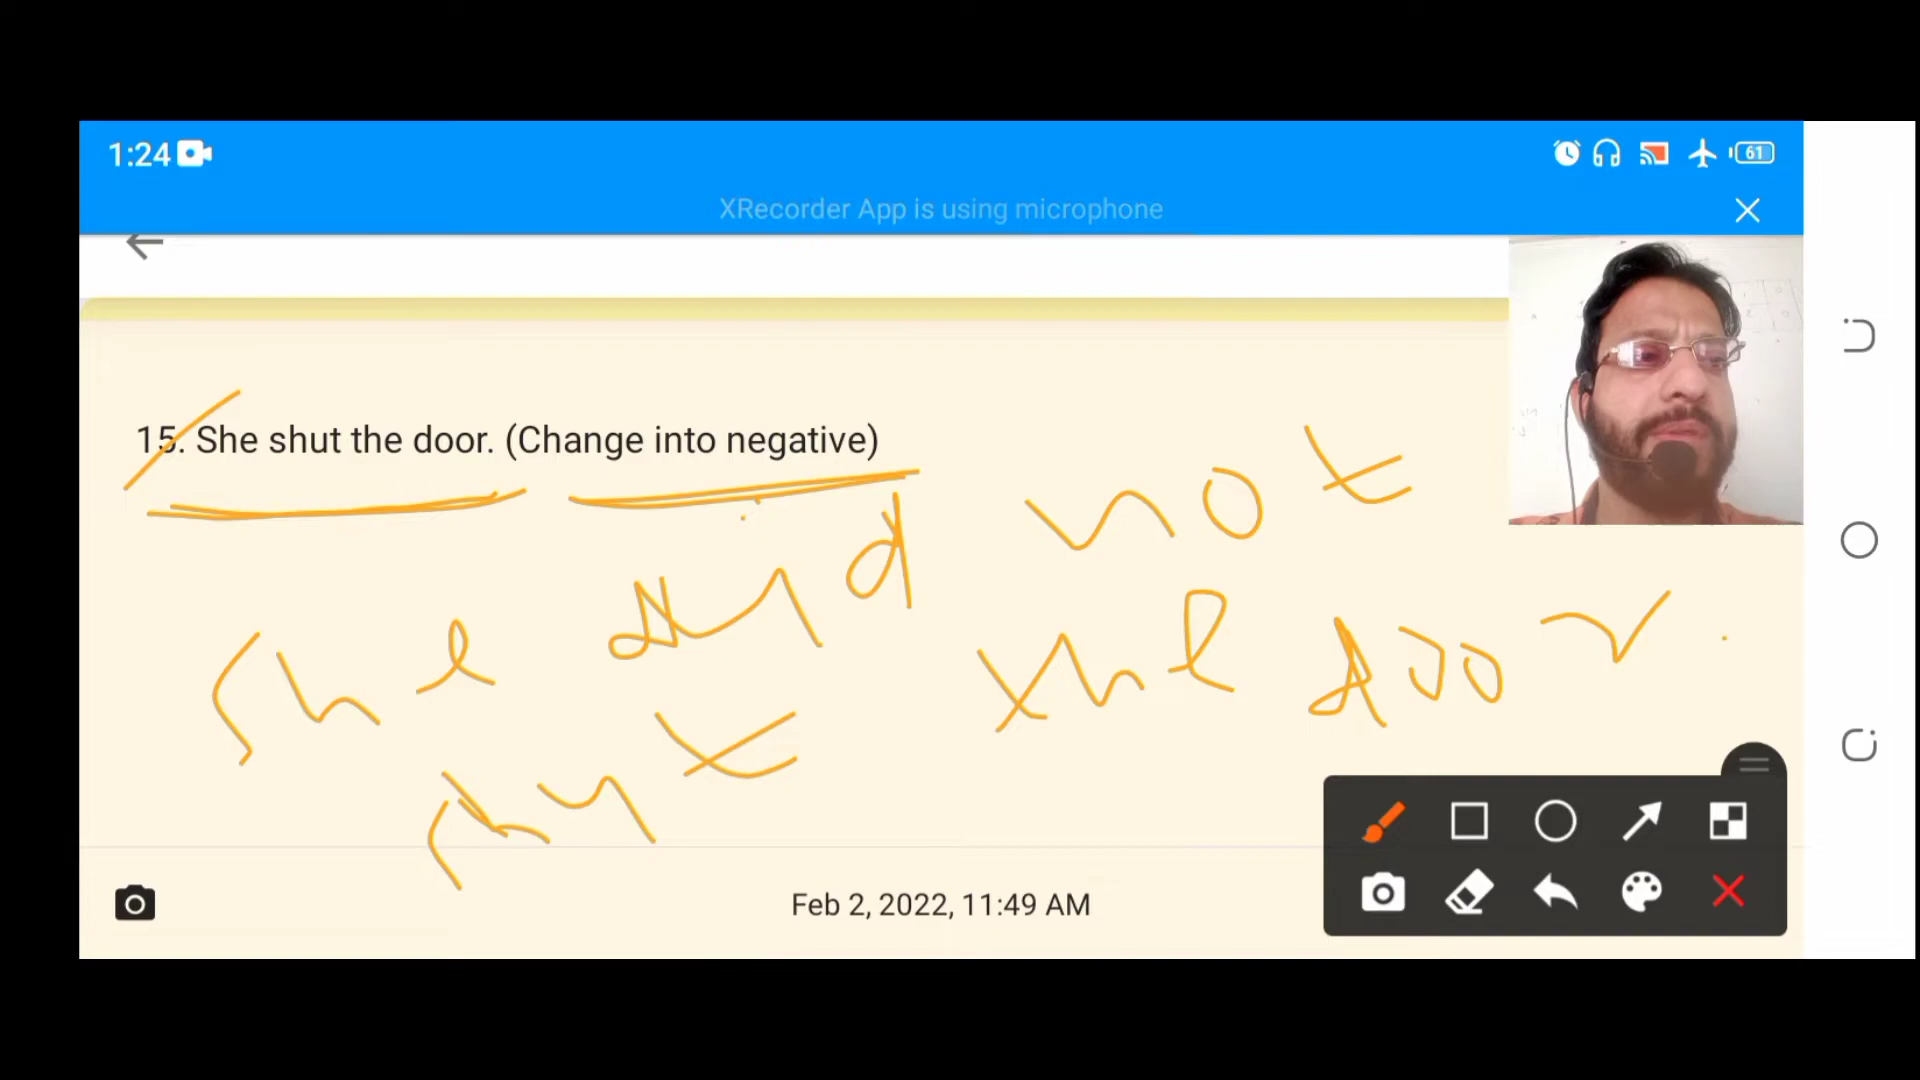 1:24
61
XRecorder App is using microphone
15. She shut the door. (Change into negative)
She did not
shut the door.
Feb 2, 2022, 11:49 AM